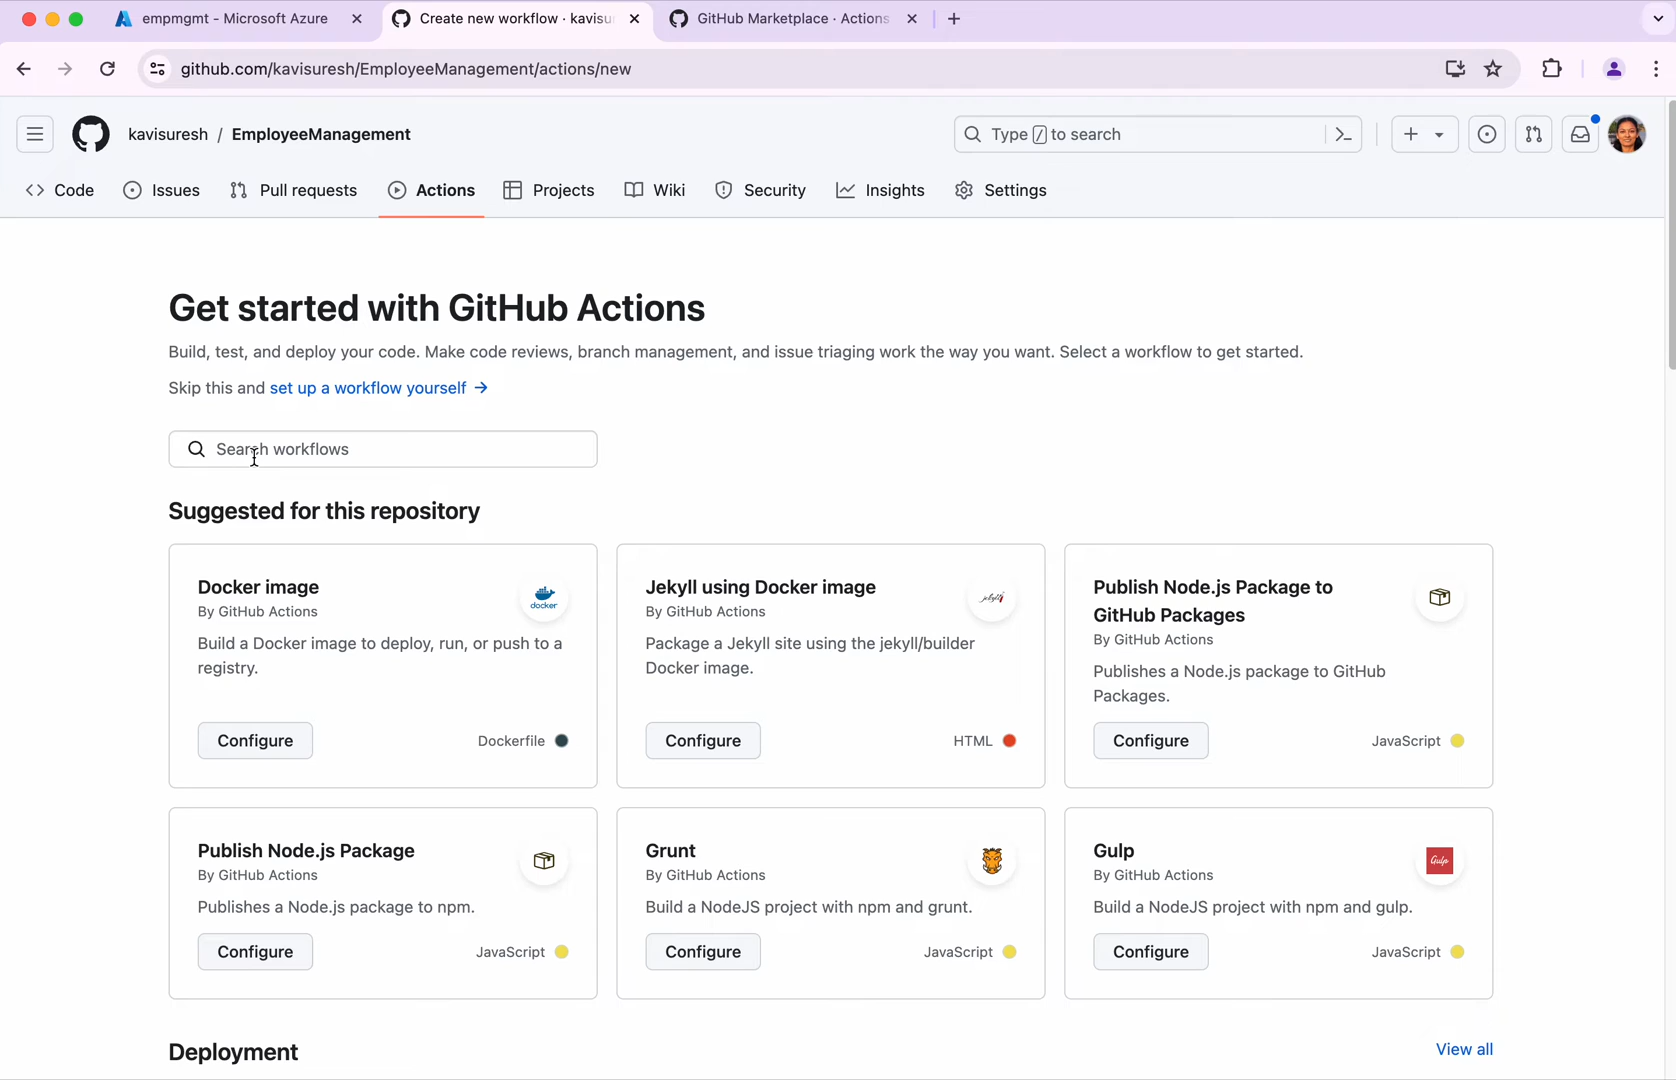 empmgmt - Microsoft Azure
Create new workflow · kavisu
GitHub Marketplace · Actions
github.com/kavisuresh/EmployeeManagement/actions/new
kavisuresh / EmployeeManagement
Type / to search
Code Issues Pull requests Actions Projects Wiki Security Insights Settings
Get started with GitHub Actions
Build, test, and deploy your code. Make code reviews, branch management, and issue triaging work the way you want. Select a workflow to get started.
Skip this and set up a workflow yourself →
Search workflows
Suggested for this repository
Docker image
By GitHub Actions
docker
Build a Docker image to deploy, run, or push to a
registry.
Configure
Dockerfile
Jekyll using Docker image
By GitHub Actions
jekyll
Package a Jekyll site using the jekyll/builder
Docker image.
Configure
HTML
Publish Node.js Package to
GitHub Packages
By GitHub Actions
Publishes a Node.js package to GitHub
Packages.
Configure
JavaScript
Publish Node.js Package
By GitHub Actions
Publishes a Node.js package to npm.
Configure
JavaScript
Grunt
By GitHub Actions
Build a NodeJS project with npm and grunt.
Configure
JavaScript
Gulp
By GitHub Actions
Gulp
Build a NodeJS project with npm and gulp.
Configure
JavaScript
Deployment
View all